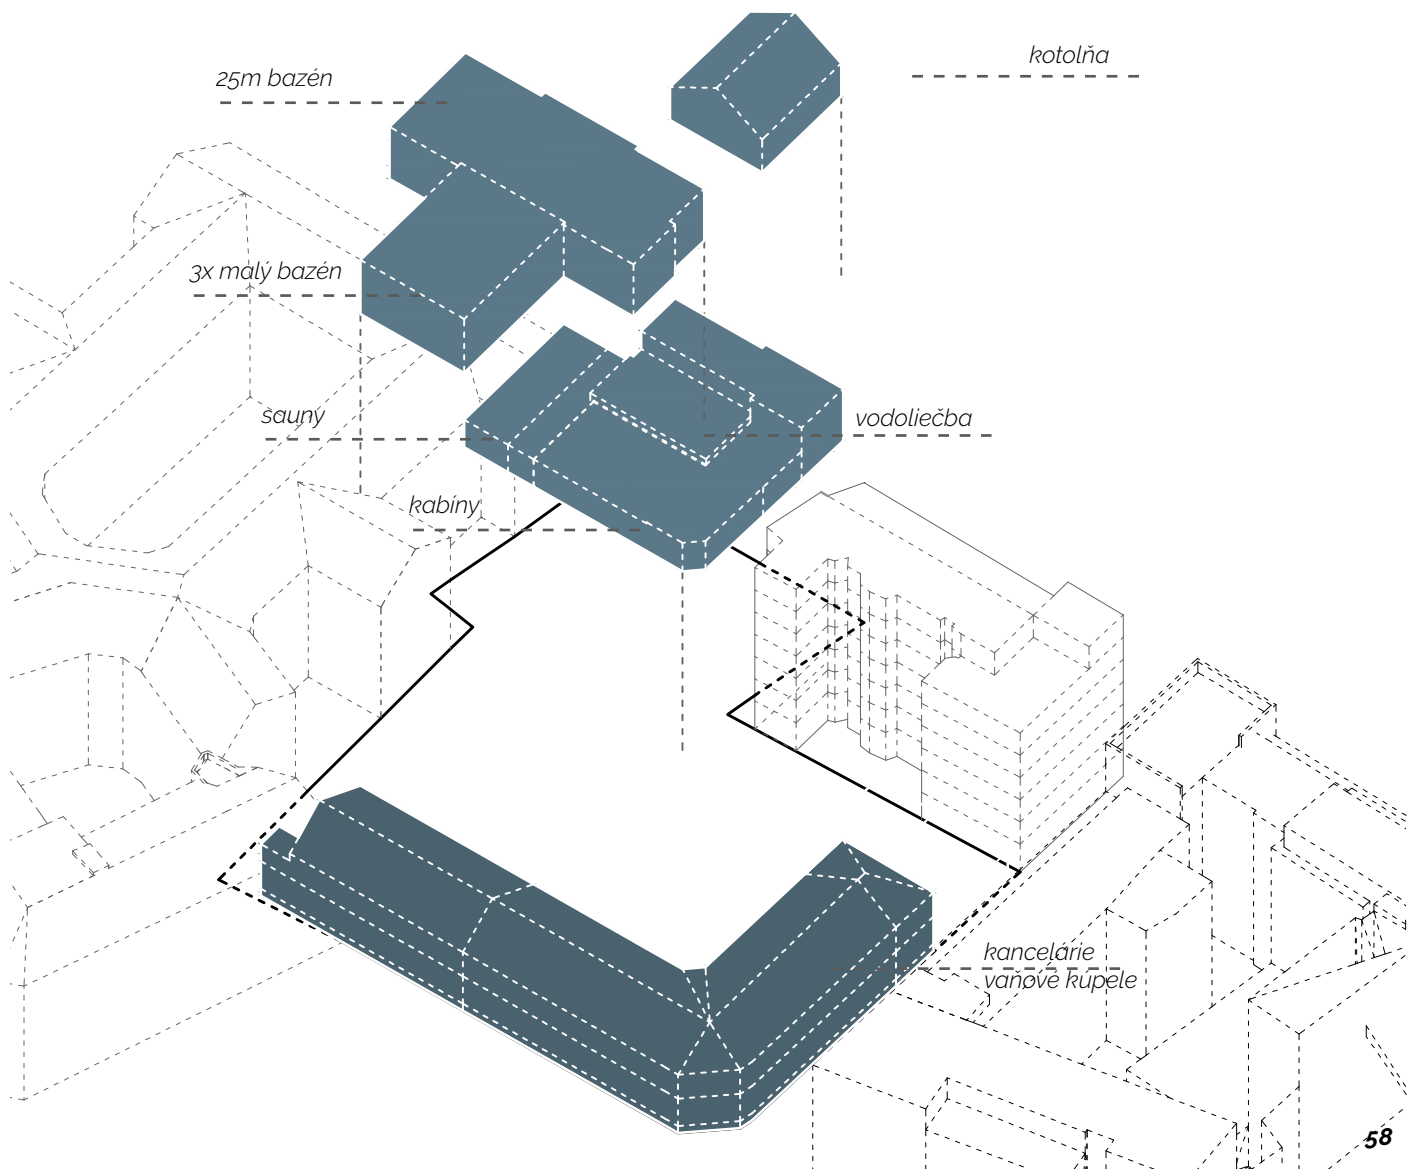 kotolňa
25m bazén
3x malý bazén
sauny
vodoliečba
kabíny
kancelárie
vaňové kúpele
58